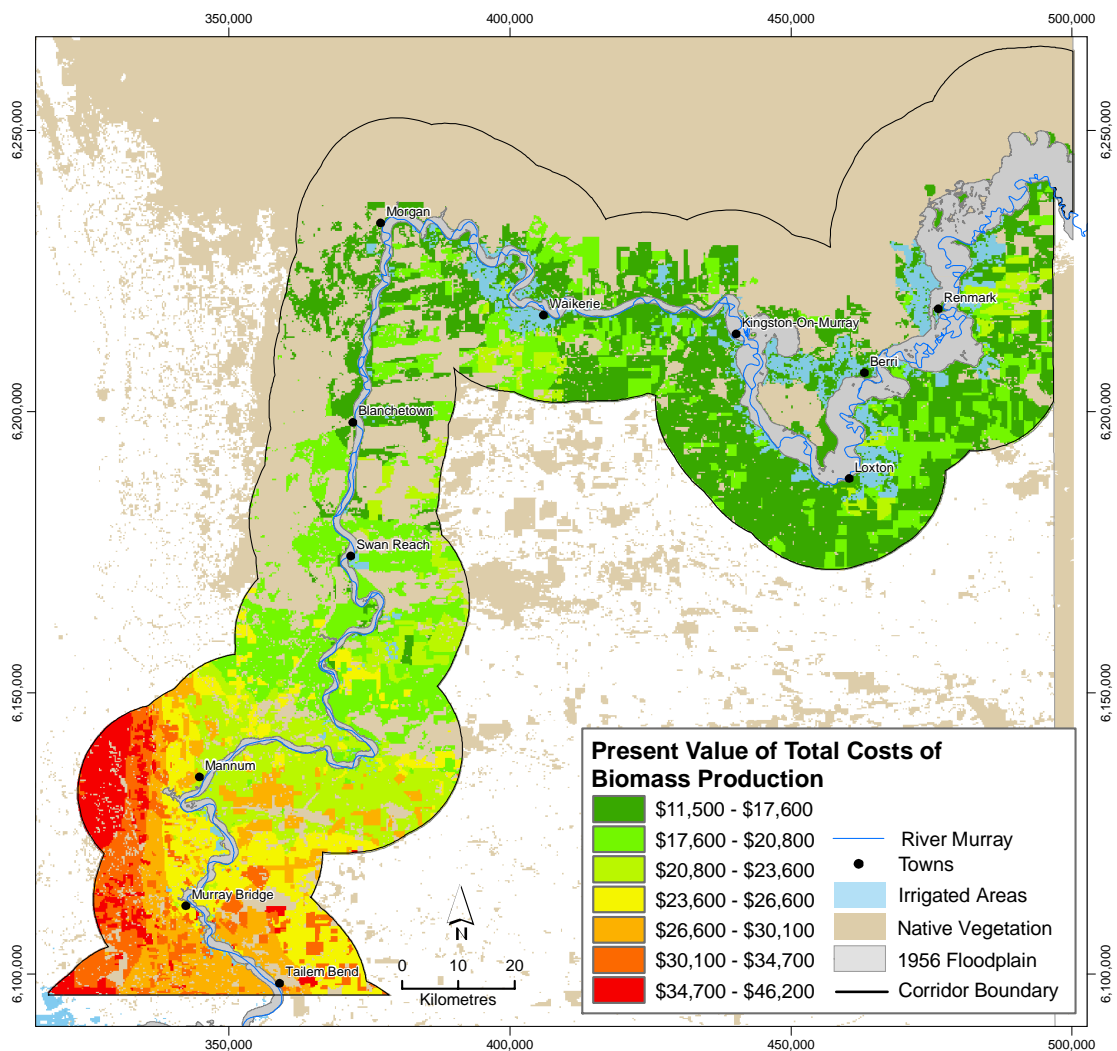 350,000
400,000
450,000
500,000
6,250,000
6,250,000
Morgan
Renmark
Waikerie
Kingston-On-Murray
Berri
6,200,000
6,200,000
Blanchetown
Loxton
Swan Reach
6,150,000
6,150,000
Mannum
Murray Bridge
Tailem Bend
N
0 10 20
Kilometres
6,100,000
6,100,000
Present Value of Total Costs of
Biomass Production
$11,500 - $17,600
$17,600 - $20,800
$20,800 - $23,600
$23,600 - $26,600
$26,600 - $30,100
$30,100 - $34,700
$34,700 - $46,200
River Murray
Towns
Irrigated Areas
Native Vegetation
1956 Floodplain
Corridor Boundary
350,000
400,000
450,000
500,000